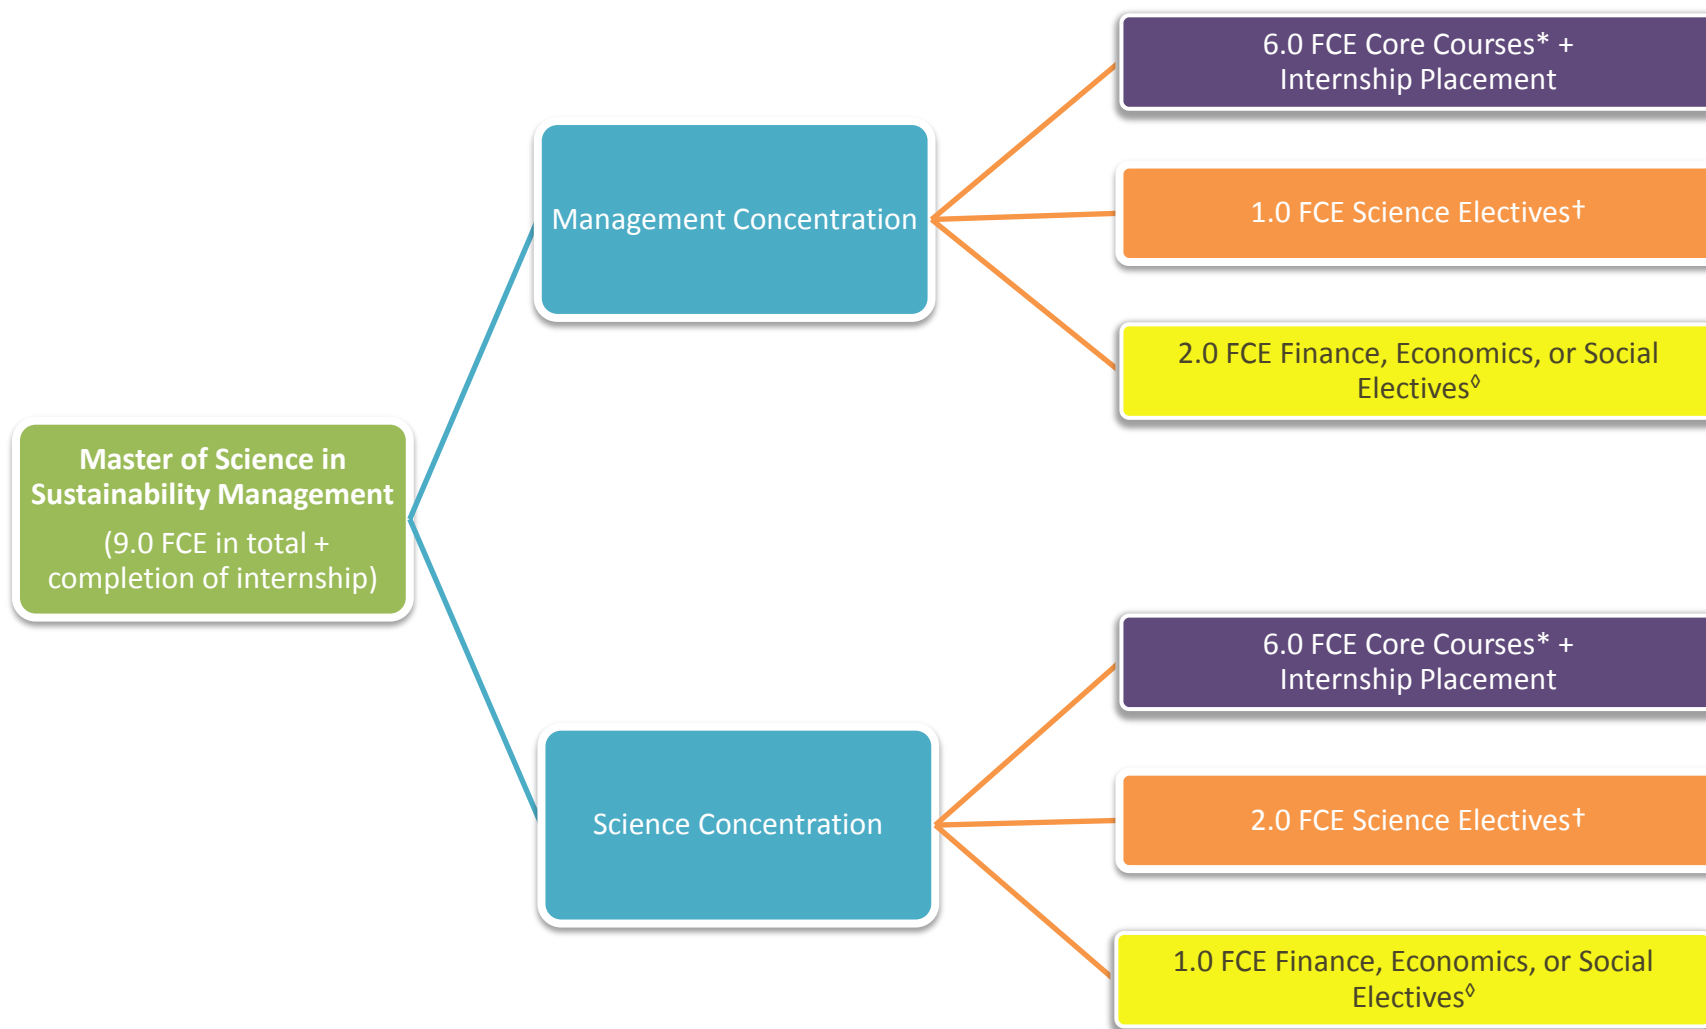 Master of Science in
Sustainability Management
(9.0 FCE in total +
completion of internship)
Management Concentration
6.0 FCE Core Courses* +
Internship Placement
1.0 FCE Science Electives†
2.0 FCE Finance, Economics, or Social
Electives◊
Science Concentration
6.0 FCE Core Courses* +
Internship Placement
2.0 FCE Science Electives†
1.0 FCE Finance, Economics, or Social
Electives◊